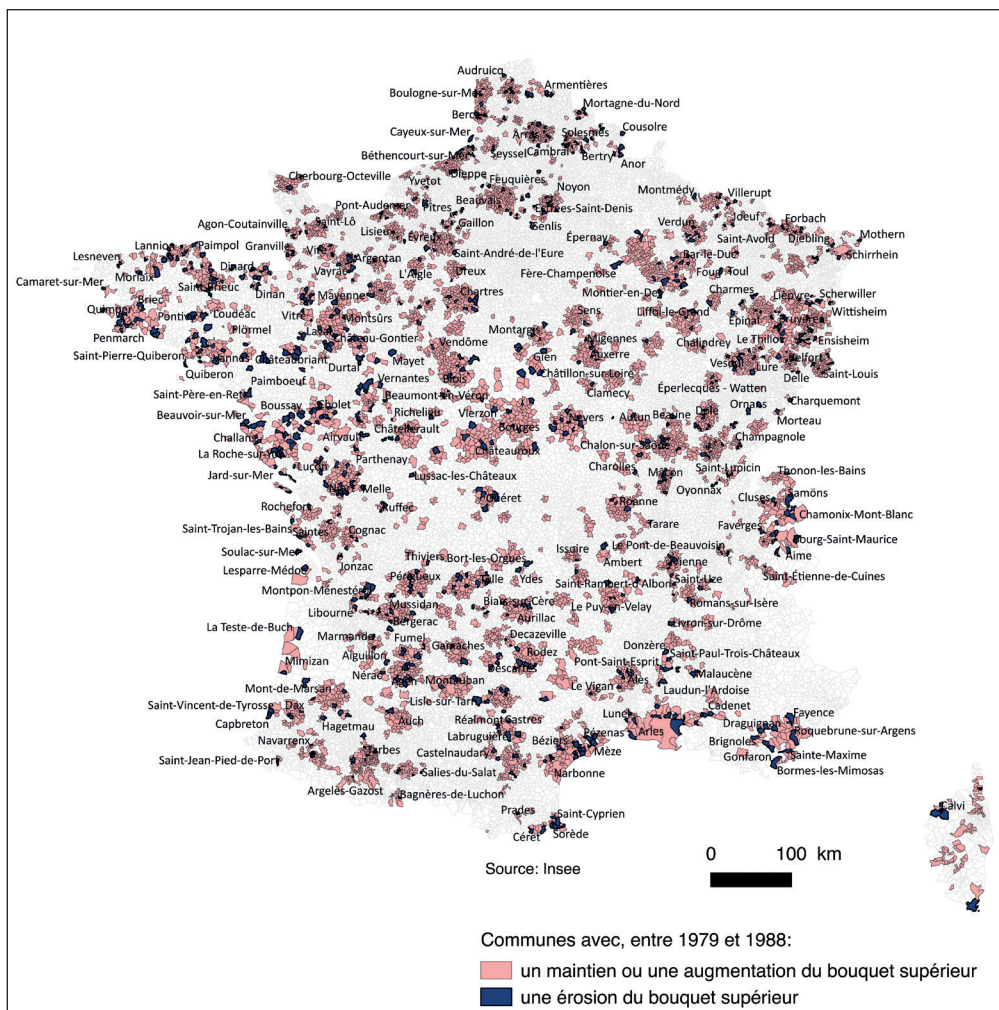 Audruicq
Armentières
Boulogne-sur-Mer
Mortagne-du-Nord
Berck
Cousolre
Cayeux-sur-Mer
Arras
Solesmes
Seyssel
Cambrai
Béthencourt-sur-Mer
Bertry
Anor
Dieppe
Feuquières
Cherbourg-Octeville
Yvetot
Noyon
Montmédy
Villerupt
Pont-Audemer
Pitres
Beauvais
Estrées-Saint-Denis
Joeuf
Agon-Coutainville
Saint-Lô
Lisieux
Gaillon
Senlis
Verdun
Forbach
Lannion
Paimpol
Granville
Évreux
Saint-André-de-l'Eure
Épernay
Saint-Avold
Diebling
Mothern
Lesneven
Vire
Argentan
Bar-le-Duc
Schirrhein
Morlaix
Dinard
Vayrac
L'Aigle
Dreux
Fère-Champenoise
Foug
Toul
Camaret-sur-Mer
Saint-Brieuc
Dinan
Chartres
Montier-en-Der
Charmes
Lièpvre
Scherwiller
Briec
Mayenne
Sens
Quimper
Pontivy
Loudéac
Vitré
Montsûrs
Montargis
Liffol-le-Grand
Épinal
Bruyères
Wittisheim
Penmarch
Plörmel
Laval
Vendôme
Migennes
Château-Gontier
Gien
Auxerre
Chalindrey
Le Thillot
Ensisheim
Saint-Pierre-Quiberon
Vannes
Châteaubriant
Mayet
Blois
Châtillon-sur-Loire
Vesoul
Lure
Belfort
Quiberon
Durtal
Vernantes
Clamecy
Delle
Saint-Louis
Paimboeuf
Saint-Père-en-Retz
Beaumont-en-Véron
Éperlecques - Watten
Boussay
Cholet
Richelieu
Vierzon
Ornans
Charquemont
Beauvoir-sur-Mer
Bourges
Nevers
Autun
Beaune
Dole
Morteau
Challans
Airvault
Châtellerault
Châteauroux
Chalon-sur-Saône
Champagnole
La Roche-sur-Yon
Parthenay
Charolles
Luçon
Lussac-les-Châteaux
Mâcon
Saint-Lupicin
Thonon-les-Bains
Jard-sur-Mer
Niort
Melle
Guéret
Oyonnax
Cluses
Samöns
Rochefort
Ruffec
Roanne
Chamonix-Mont-Blanc
Saint-Trojan-les-Bains
Saintes
Cognac
Tarare
Faverges
Bourg-Saint-Maurice
Soulac-sur-Mer
Issoire
Le Pont-de-Beauvoisin
Aime
Jonzac
Thiviers
Bort-les-Orgues
Ambert
Vienne
Lesparre-Médoc
Périgueux
Tulle
Ydes
Saint-Rambert-d'Albon
Saint-Uze
Saint-Étienne-de-Cuines
Montpon-Ménestérol
Mussidan
Biars-sur-Cère
Le Puy-en-Velay
Romans-sur-Isère
Libourne
Bergerac
Aurillac
Livron-sur-Drôme
La Teste-de-Buch
Marmande
Fumel
Gamaches
Decazeville
Donzère
Aiguillon
Rodez
Pont-Saint-Esprit
Saint-Paul-Trois-Châteaux
Mimizan
Nérac
Agen
Montauban
Descartes
Alès
Malaucène
Mont-de-Marsan
Le Vigan
Laudun-l'Ardoise
Saint-Vincent-de-Tyrosse
Dax
Lisle-sur-Tarn
Cadenet
Fayence
Capbreton
Auch
Réalmont
Castres
Lunel
Draguignan
Hagetmau
Labruguière
Béziers
Pézenas
Arles
Roquebrune-sur-Argens
Navarrenx
Tarbes
Castelnaudary
Mèze
Brignoles
Saint-Jean-Pied-de-Port
Salies-du-Salat
Narbonne
Gonfaron
Sainte-Maxime
Bormes-les-Mimosas
Argelès-Gazost
Bagnères-de-Luchon
Prades
Saint-Cyprien
Calvi
Céret
Sorède
0 100 km
Source: Insee
Communes avec, entre 1979 et 1988:
un maintien ou une augmentation du bouquet supérieur
une érosion du bouquet supérieur